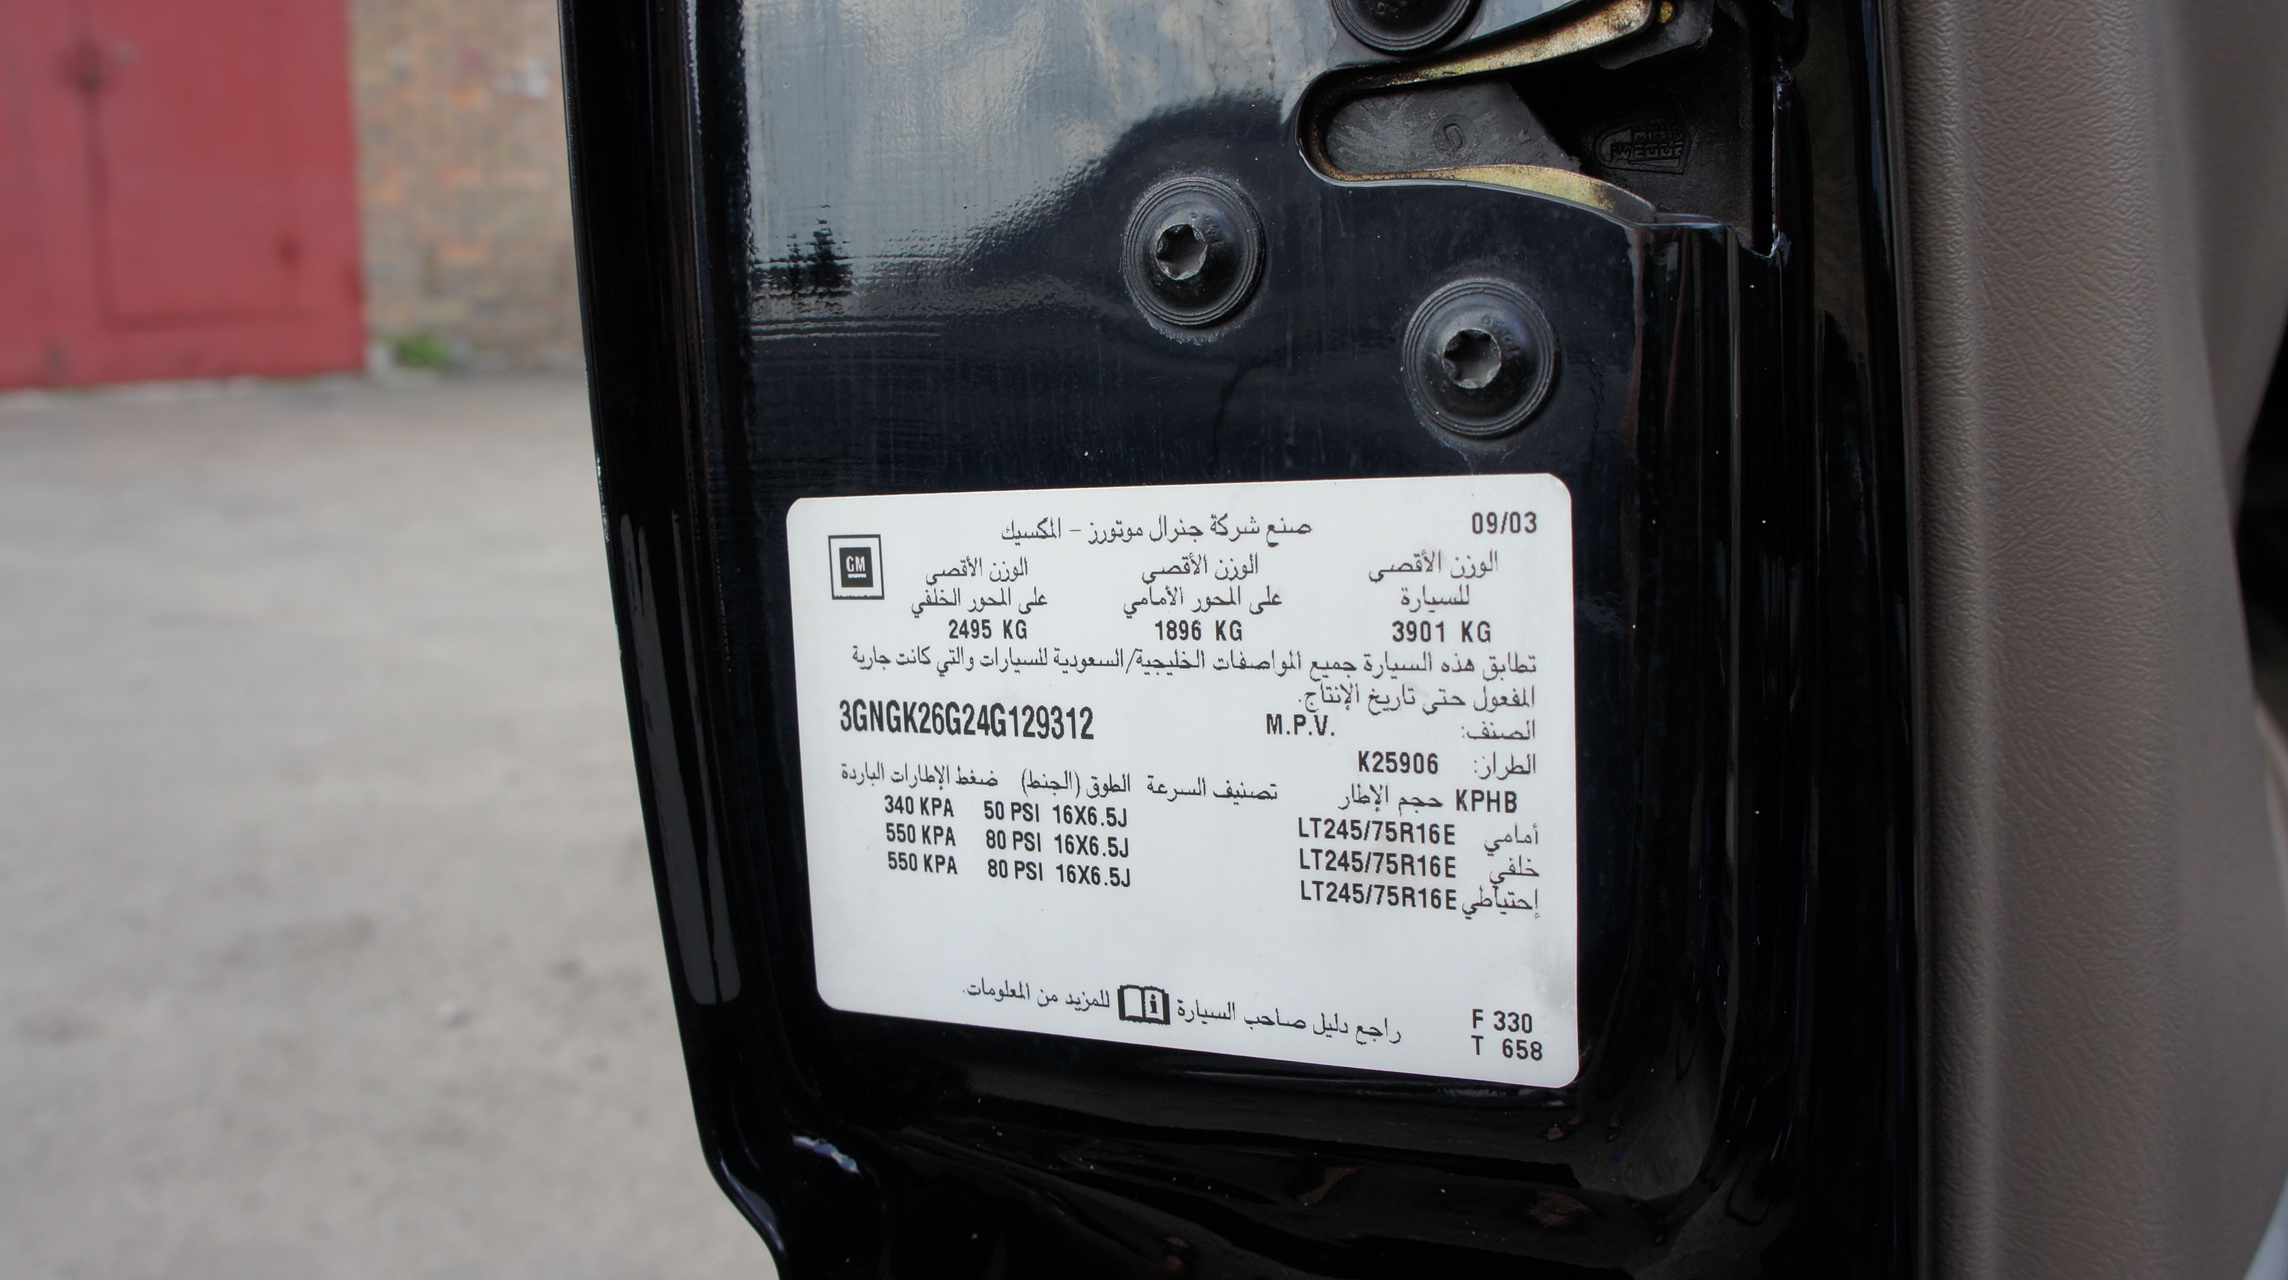 صنع شركة جنرال موتورز - المكسيك 09/03
GM
الوزن الأقصى الوزن الأقصى الوزن الأقصى
للسيارة على المحور الأمامي على المحور الخلفي
3901 KG 1896 KG 2495 KG
تطابق هذه السيارة جميع المواصفات الخليجية/السعودية للسيارات والتي كانت جارية
المفعول حتى تاريخ الإنتاج.
الصنف: M.P.V. 3GNGK26G24G129312
الطراز: K25906
KPHB حجم الإطار تصنيف السرعة الطوق (الجنط) ضغط الإطارات الباردة
أمامي LT245/75R16E 16X6.5J 50 PSI 340 KPA
خلفي LT245/75R16E 16X6.5J 80 PSI 550 KPA
إحتياطي LT245/75R16E 16X6.5J 80 PSI 550 KPA
راجع دليل صاحب السيارة للمزيد من المعلومات.
F 330
T 658